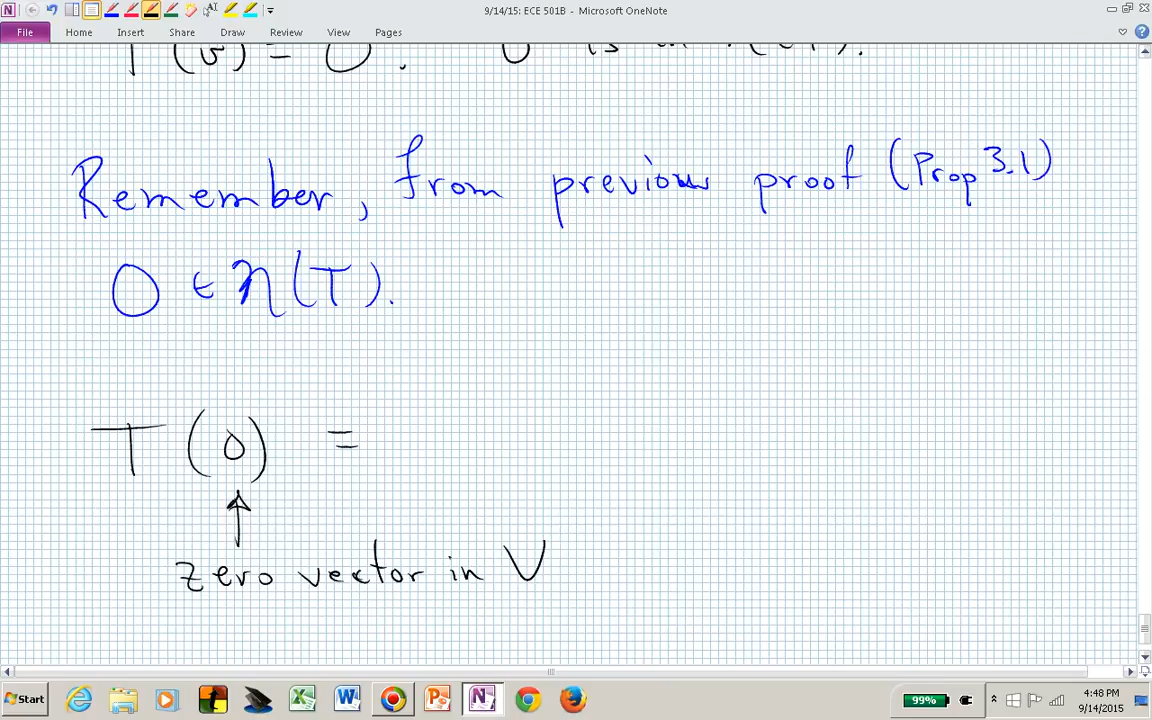 9/14/15: ECE 501B - Microsoft OneNote
File Home Insert Share Draw Review View Pages
T (v) = 0.
Remember, from previous proof (Prop 3.1)
0 ∈ η(T).
T (0) =
zero vector in V
Start
99%
4:48 PM
9/14/2015